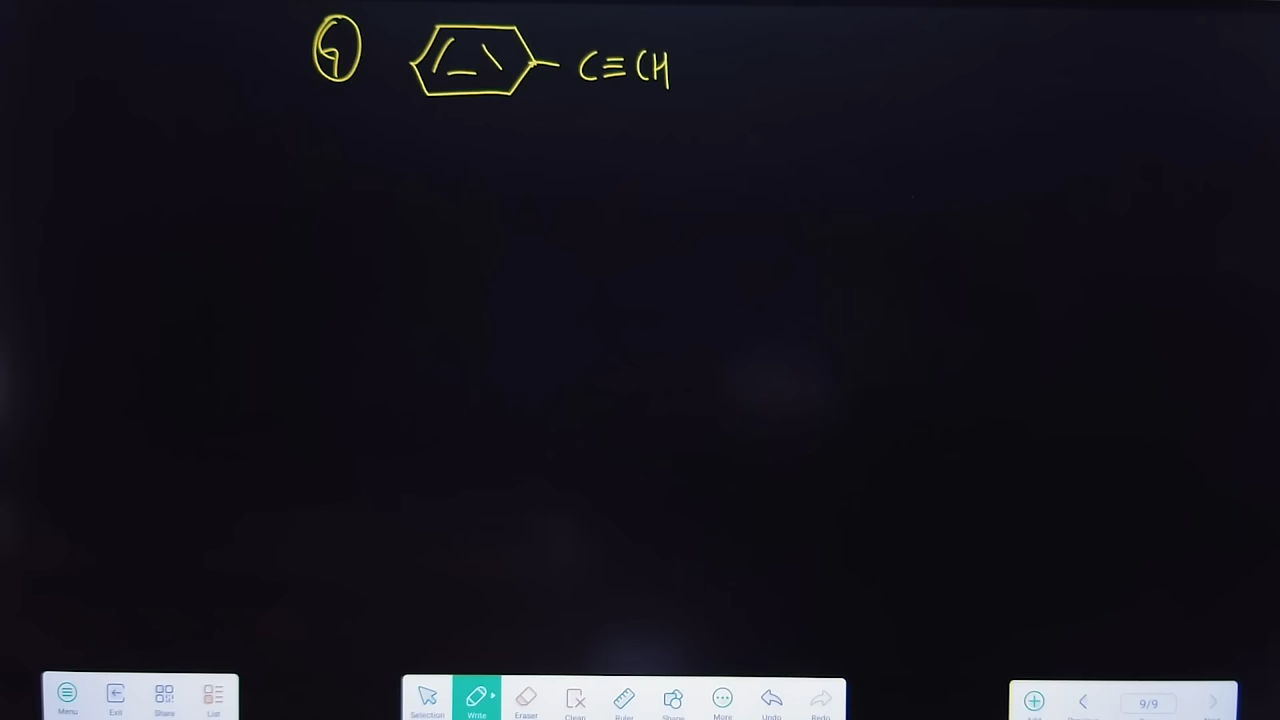 9 C≡CH
Menu Exit Share List Selection Write Eraser Clean Ruler Shape More Undo Redo 9/9